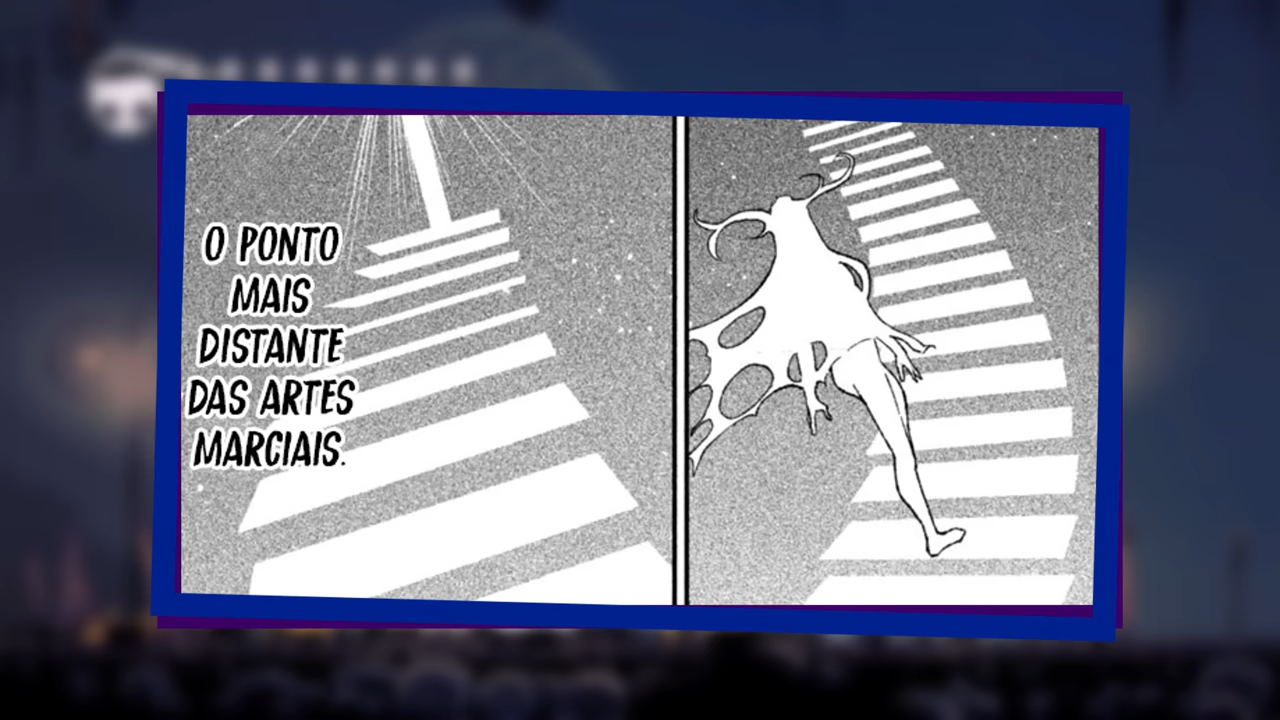 O PONTO
MAIS
DISTANTE
DAS ARTES
MARCIAIS.